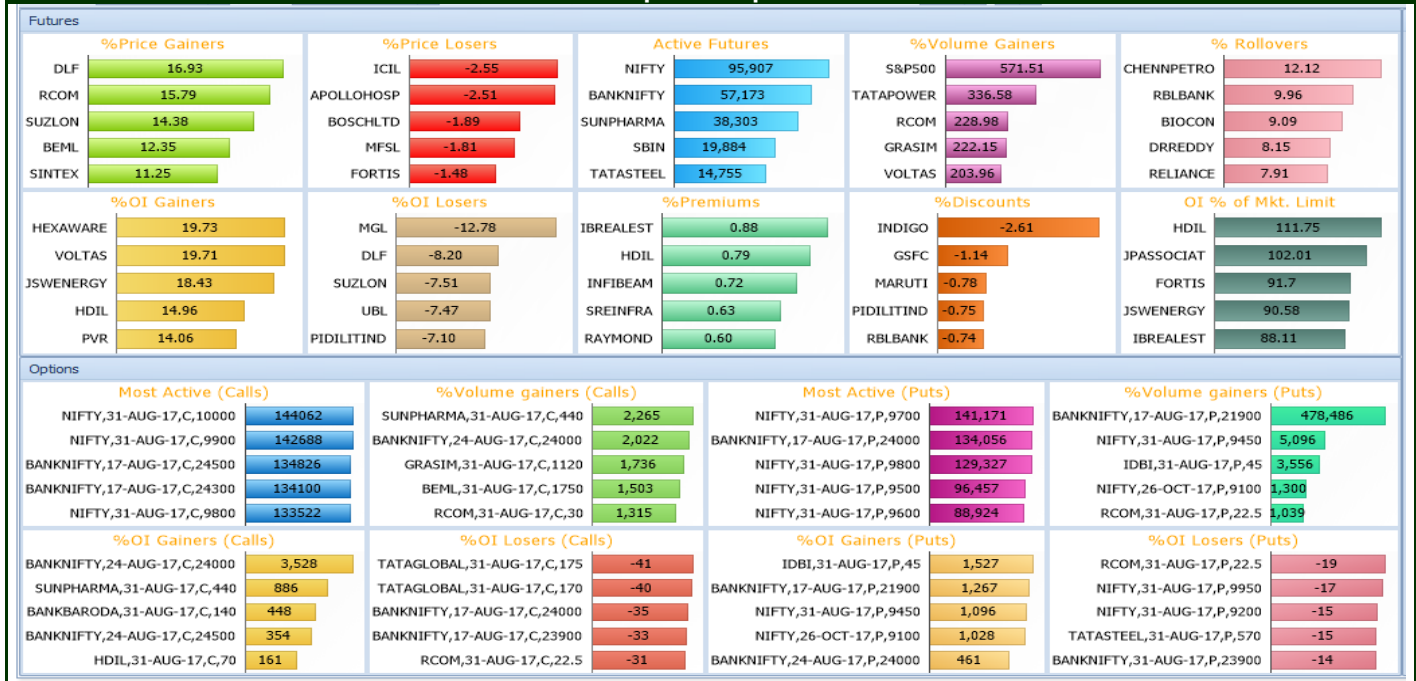 Futures
%Price Gainers
DLF 16.93
RCOM 15.79
SUZLON 14.38
BEML 12.35
SINTEX 11.25
%Price Losers
ICIL -2.55
APOLLOHOSP -2.51
BOSCHLTD -1.89
MFSL -1.81
FORTIS -1.48
Active Futures
NIFTY 95,907
BANKNIFTY 57,173
SUNPHARMA 38,303
SBIN 19,884
TATASTEEL 14,755
%Volume Gainers
S&P500 571.51
TATAPOWER 336.58
RCOM 228.98
GRASIM 222.15
VOLTAS 203.96
% Rollovers
CHENNPETRO 12.12
RBLBANK 9.96
BIOCON 9.09
DRREDDY 8.15
RELIANCE 7.91
%OI Gainers
HEXAWARE 19.73
VOLTAS 19.71
JSWENERGY 18.43
HDIL 14.96
PVR 14.06
%OI Losers
MGL -12.78
DLF -8.20
SUZLON -7.51
UBL -7.47
PIDILITIND -7.10
%Premiums
IBREALEST 0.88
HDIL 0.79
INFIBEAM 0.72
SREINFRA 0.63
RAYMOND 0.60
%Discounts
INDIGO -2.61
GSFC -1.14
MARUTI -0.78
PIDILITIND -0.75
RBLBANK -0.74
OI % of Mkt. Limit
HDIL 111.75
JPASSOCIAT 102.01
FORTIS 91.7
JSWENERGY 90.58
IBREALEST 88.11
Options
Most Active (Calls)
NIFTY,31-AUG-17,C,10000 144062
NIFTY,31-AUG-17,C,9900 142688
BANKNIFTY,17-AUG-17,C,24500 134826
BANKNIFTY,17-AUG-17,C,24300 134100
NIFTY,31-AUG-17,C,9800 133522
%Volume gainers (Calls)
SUNPHARMA,31-AUG-17,C,440 2,265
BANKNIFTY,24-AUG-17,C,24000 2,022
GRASIM,31-AUG-17,C,1120 1,736
BEML,31-AUG-17,C,1750 1,503
RCOM,31-AUG-17,C,30 1,315
Most Active (Puts)
NIFTY,31-AUG-17,P,9700 141,171
BANKNIFTY,17-AUG-17,P,24000 134,056
NIFTY,31-AUG-17,P,9800 129,327
NIFTY,31-AUG-17,P,9500 96,457
NIFTY,31-AUG-17,P,9600 88,924
%Volume gainers (Puts)
BANKNIFTY,17-AUG-17,P,21900 478,486
NIFTY,31-AUG-17,P,9450 5,096
IDBI,31-AUG-17,P,45 3,556
NIFTY,26-OCT-17,P,9100 1,300
RCOM,31-AUG-17,P,22.5 1,039
%OI Gainers (Calls)
BANKNIFTY,24-AUG-17,C,24000 3,528
SUNPHARMA,31-AUG-17,C,440 886
BANKBARODA,31-AUG-17,C,140 448
BANKNIFTY,24-AUG-17,C,24500 354
HDIL,31-AUG-17,C,70 161
%OI Losers (Calls)
TATAGLOBAL,31-AUG-17,C,175 -41
TATAGLOBAL,31-AUG-17,C,170 -40
BANKNIFTY,17-AUG-17,C,24000 -35
BANKNIFTY,17-AUG-17,C,23900 -33
RCOM,31-AUG-17,C,22.5 -31
%OI Gainers (Puts)
IDBI,31-AUG-17,P,45 1,527
BANKNIFTY,17-AUG-17,P,21900 1,267
NIFTY,31-AUG-17,P,9450 1,096
NIFTY,26-OCT-17,P,9100 1,028
BANKNIFTY,24-AUG-17,P,24000 461
%OI Losers (Puts)
RCOM,31-AUG-17,P,22.5 -19
NIFTY,31-AUG-17,P,9950 -17
NIFTY,31-AUG-17,P,9200 -15
TATASTEEL,31-AUG-17,P,570 -15
BANKNIFTY,31-AUG-17,P,23900 -14